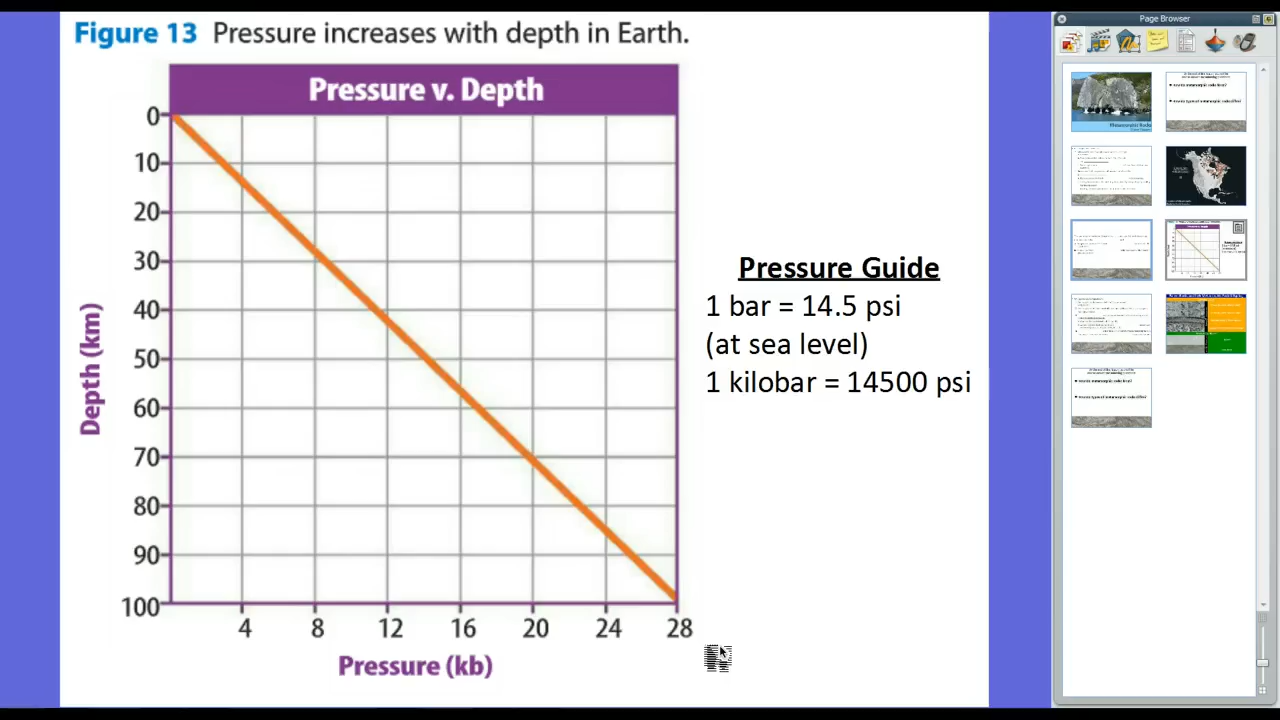 Figure 13 Pressure increases with depth in Earth.
Pressure v. Depth
0
10
20
30
40
50
60
70
80
90
100
Depth (km)
4 8 12 16 20 24 28
Pressure (kb)
Pressure Guide
1 bar = 14.5 psi
(at sea level)
1 kilobar = 14500 psi
Page Browser